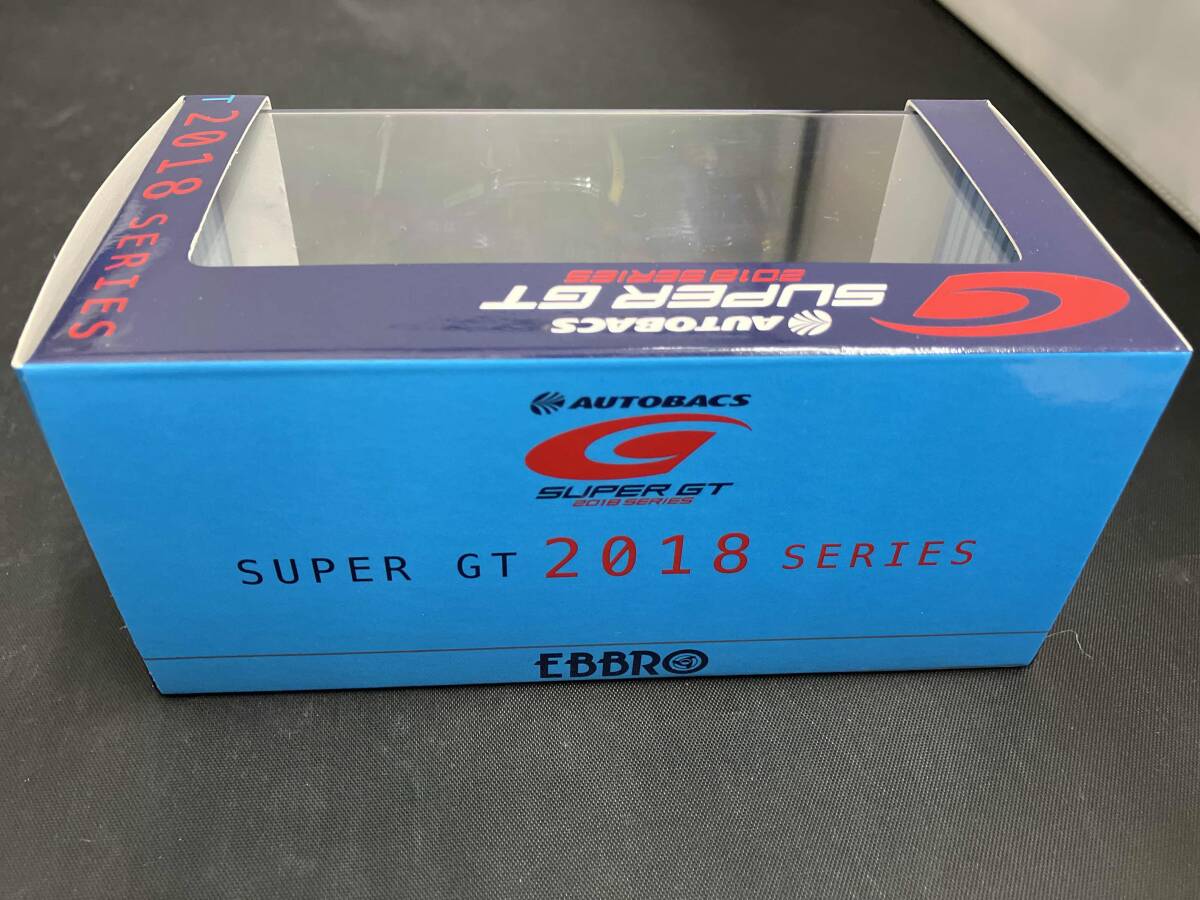 T 2018 SERIES
2018 SERIES
SUPER GT
AUTOBACS
AUTOBACS
SUPER GT
2018 SERIES
SUPER GT 2018 SERIES
EBBRO